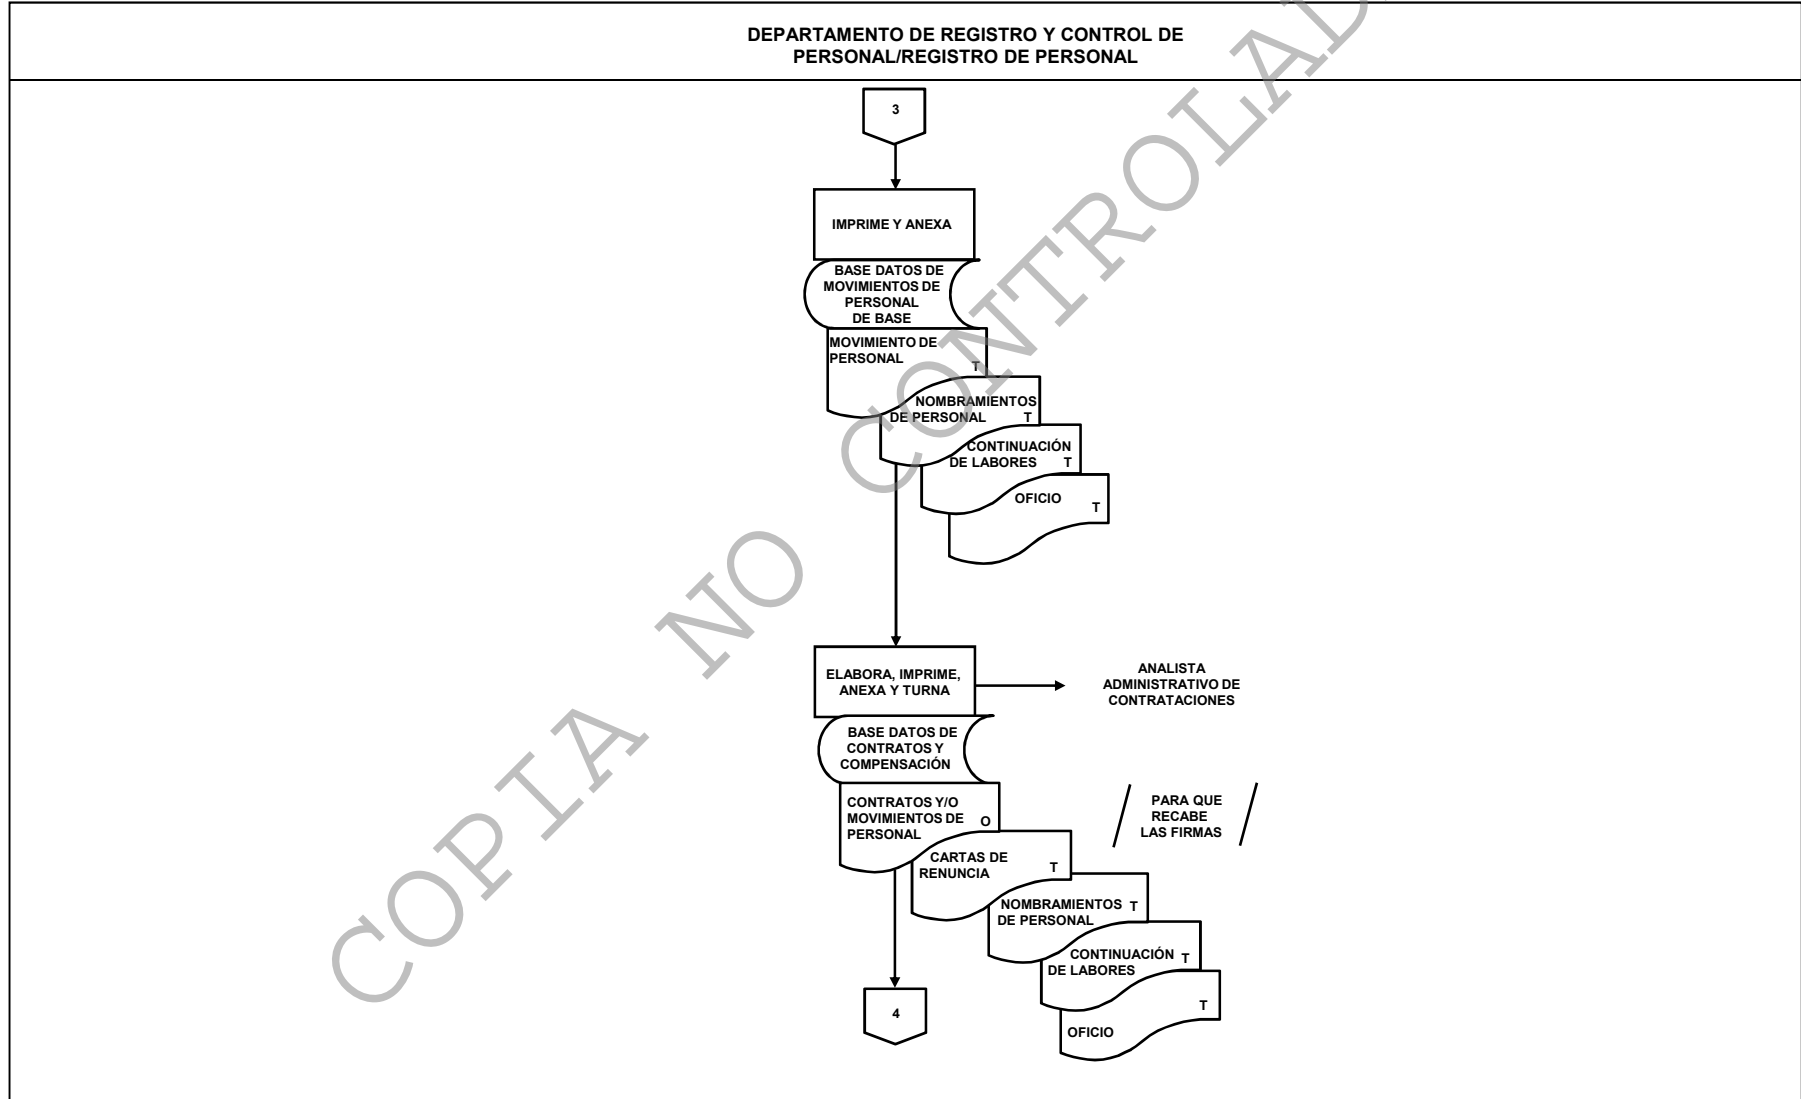 DEPARTAMENTO DE REGISTRO Y CONTROL DE
PERSONAL/REGISTRO DE PERSONAL
3
IMPRIME Y ANEXA
BASE DATOS DE
MOVIMIENTOS DE
PERSONAL
DE BASE
MOVIMIENTO DE
PERSONAL
T
NOMBRAMIENTOS
DE PERSONAL T
CONTINUACIÓN
DE LABORES T
OFICIO
T
ELABORA, IMPRIME,
ANEXA Y TURNA
ANALISTA
ADMINISTRATIVO DE
CONTRATACIONES
BASE DATOS DE
CONTRATOS Y
COMPENSACIÓN
CONTRATOS Y/O
MOVIMIENTOS DE
PERSONAL
O
PARA QUE
RECABE
LAS FIRMAS
CARTAS DE
RENUNCIA
T
NOMBRAMIENTOS T
DE PERSONAL
CONTINUACIÓN T
DE LABORES
T
OFICIO
4
COPIA NO CONTROLAD